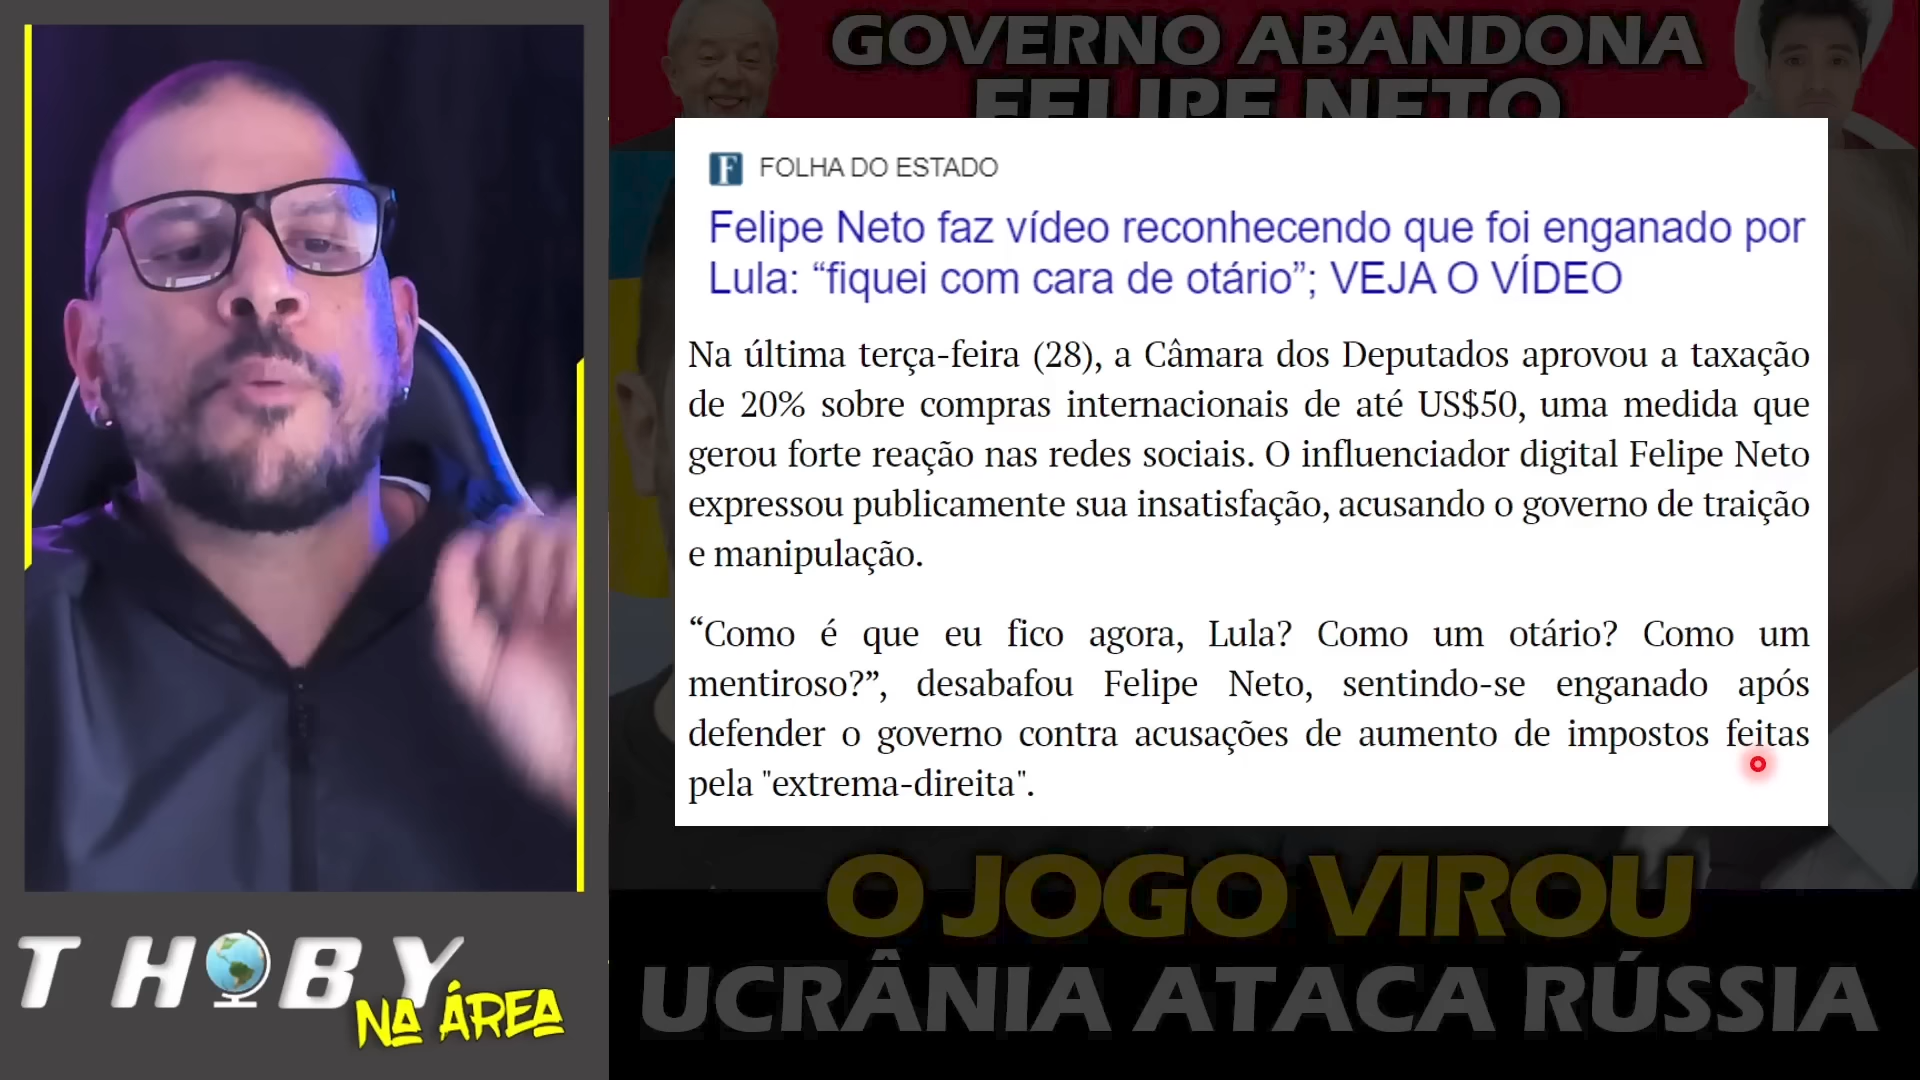 GOVERNO ABANDONA
FELIPE NETO
F FOLHA DO ESTADO
Felipe Neto faz vídeo reconhecendo que foi enganado por
Lula: “fiquei com cara de otário”; VEJA O VÍDEO
Na última terça-feira (28), a Câmara dos Deputados aprovou a taxação
de 20% sobre compras internacionais de até US$50, uma medida que
gerou forte reação nas redes sociais. O influenciador digital Felipe Neto
expressou publicamente sua insatisfação, acusando o governo de traição
e manipulação.
“Como é que eu fico agora, Lula? Como um otário? Como um
mentiroso?”, desabafou Felipe Neto, sentindo-se enganado após
defender o governo contra acusações de aumento de impostos feitas
pela "extrema-direita".
O JOGO VIROU
UCRÂNIA ATACA RÚSSIA
THOBY
NA ÁREA